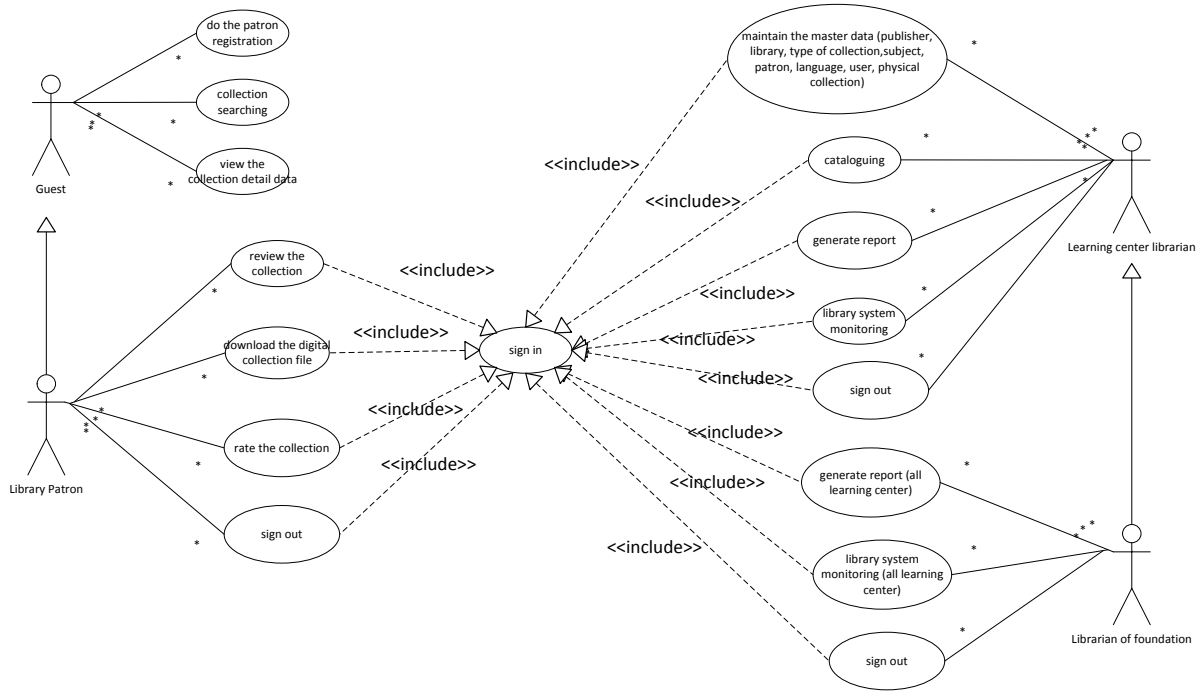 do the patron
registration
*
collection
searching
*
*
*
*
view the
collection detail data
*
Guest
review the
collection
*
download the digital
collection file
*
*
*
*
*
rate the collection
*
Library Patron
sign out
*
<<include>>
<<include>>
<<include>>
<<include>>
sign in
maintain the master data (publisher,
library, type of collection,subject,
patron, language, user, physical
collection)
*
<<include>>
cataloguing
*
*
*
*
*
*
<<include>>
generate report
*
Learning center librarian
<<include>>
library system
monitoring
*
<<include>>
sign out
*
<<include>>
generate report (all
learning center)
*
<<include>>
library system
monitoring (all learning
center)
*
*
*
*
<<include>>
sign out
*
<<include>>
Librarian of foundation